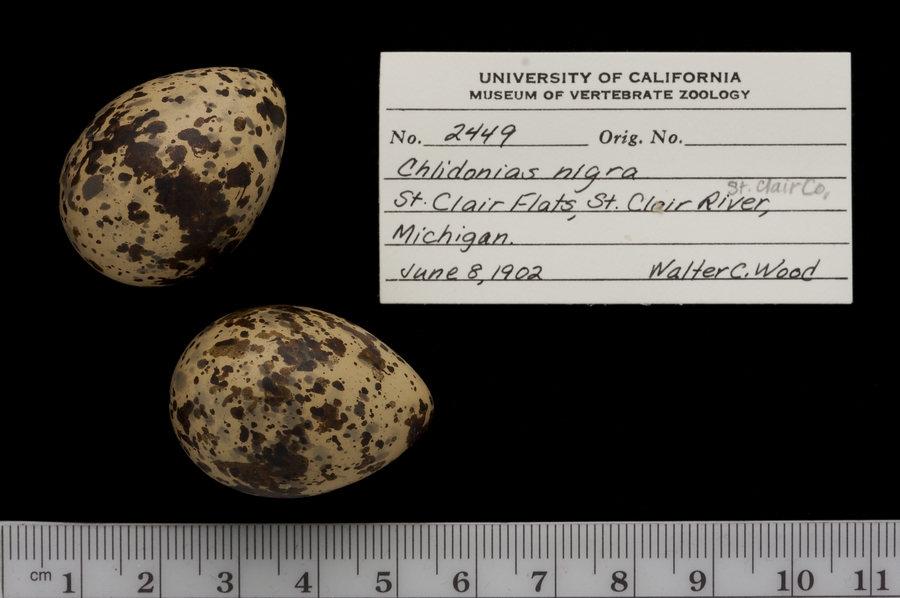 UNIVERSITY OF CALIFORNIA
MUSEUM OF VERTEBRATE ZOOLOGY
No. 2449 Orig. No.
Chlidonias nigra
St. Clair Co.
St. Clair Flats, St. Clair River,
Michigan.
June 8, 1902 Walter C. Wood
cm 1 2 3 4 5 6 7 8 9 10 11